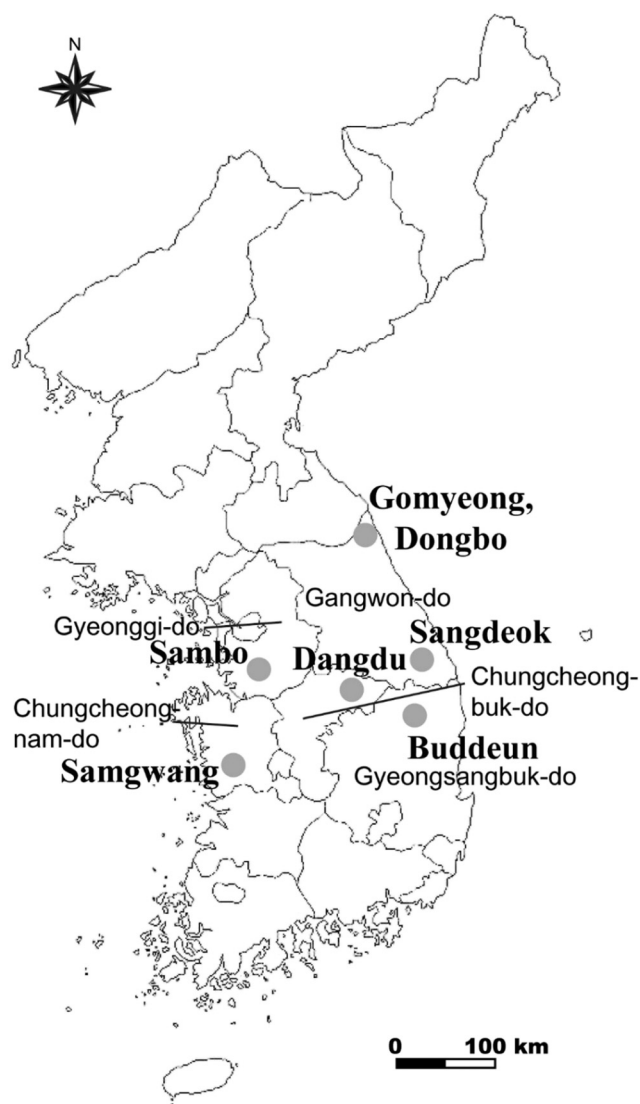 N
Gomyeong,
Dongbo
Gangwon-do
Gyeonggi-do
Sambo
Dangdu
Sangdeok
Chungcheong-
buk-do
Chungcheong-
nam-do
Samgwang
Buddeun
Gyeongsangbuk-do
0 100 km